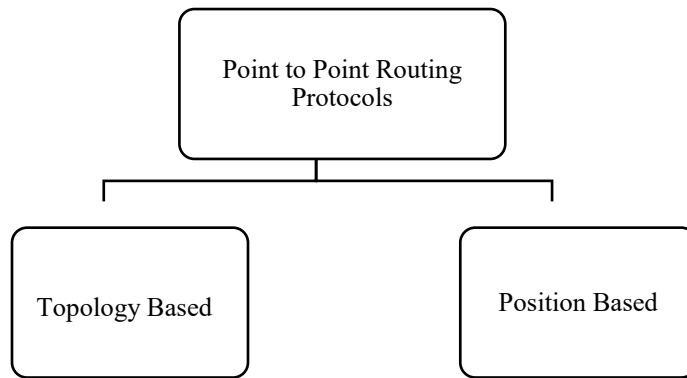 Point to Point Routing
Protocols
Topology Based
Position Based